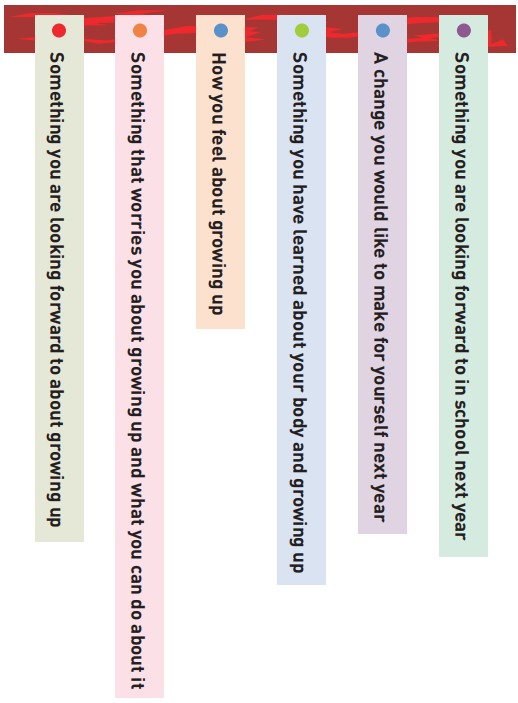 Something you are looking forward to about growing up
Something that worries you about growing up and what you can do about it
How you feel about growing up
Something you have learned about your body and growing up
A change you would like to make for yourself next year
Something you are looking forward to in school next year